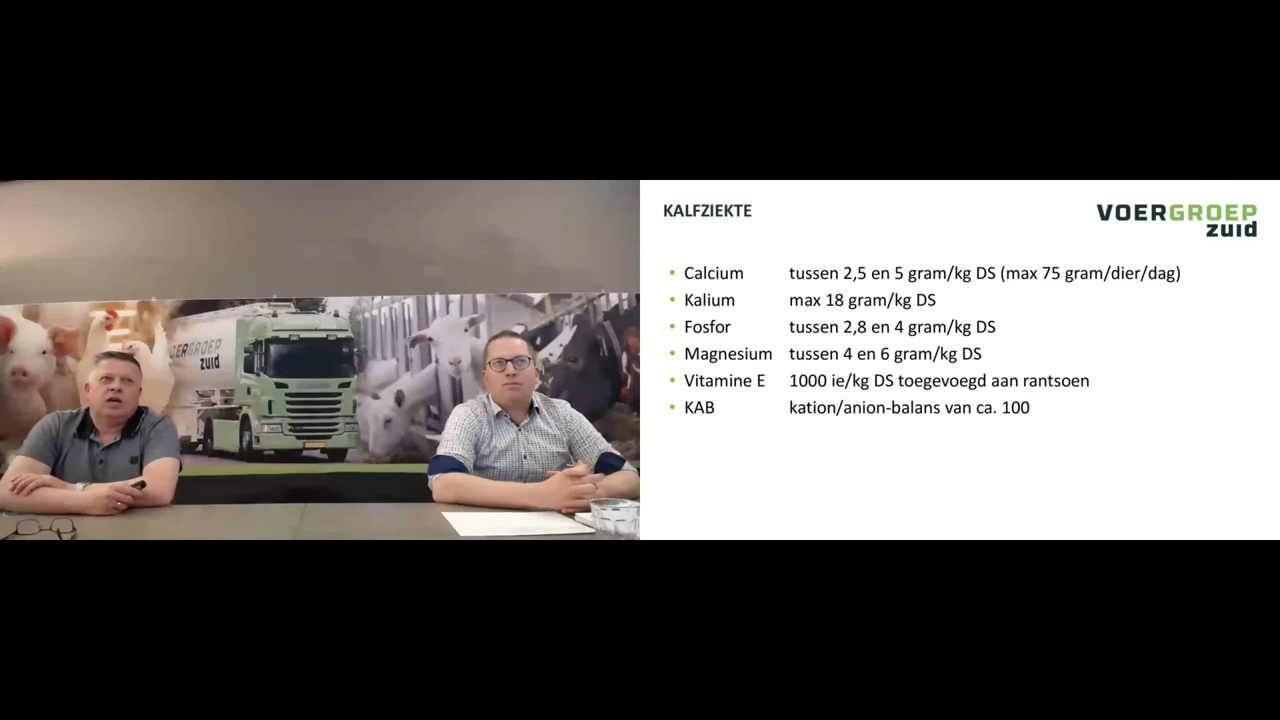 KALFZIEKTE
VOERGROEP
zuid
• Calcium tussen 2,5 en 5 gram/kg DS (max 75 gram/dier/dag)
• Kalium max 18 gram/kg DS
• Fosfor tussen 2,8 en 4 gram/kg DS
• Magnesium tussen 4 en 6 gram/kg DS
• Vitamine E 1000 ie/kg DS toegevoegd aan rantsoen
• KAB kation/anion-balans van ca. 100
VOERGROEP
zuid